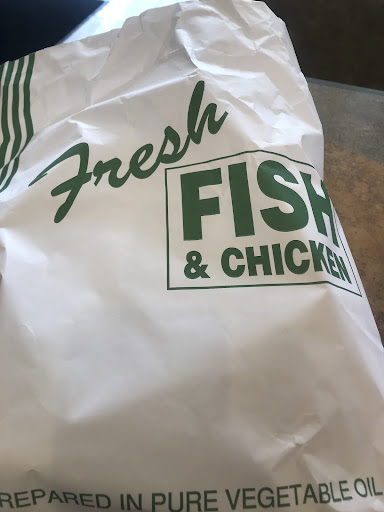 Fresh
FISH
& CHICKEN
REPARED IN PURE VEGETABLE OIL